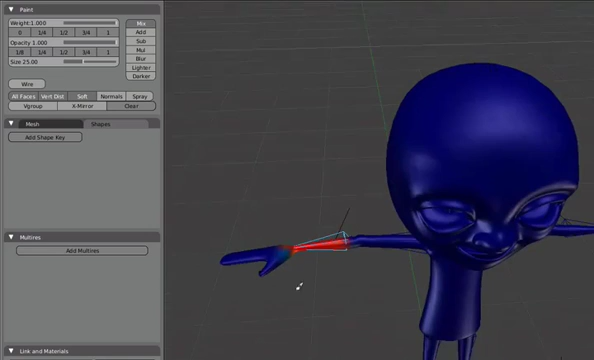 Paint
Weight:1.000
0 1/4 1/2 3/4 1
Opacity 1.000
1/8 1/4 1/2 3/4 1
Size 25.00
Mix
Add
Sub
Mul
Blur
Lighter
Darker
Wire
All Faces Vert Dist Soft Normals Spray
Vgroup X-Mirror Clear
Mesh Shapes
Add Shape Key
Multires
Add Multires
Link and Materials